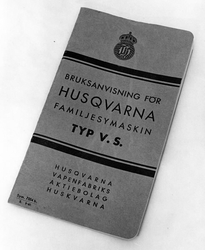 BRUKSANVISNING FÖR
HUSQVARNA
FAMILJESYMASKIN
TYP V. S.
HUSQVARNA
VAPENFABRIKS
AKTIEBOLAG
HUSKVARNA